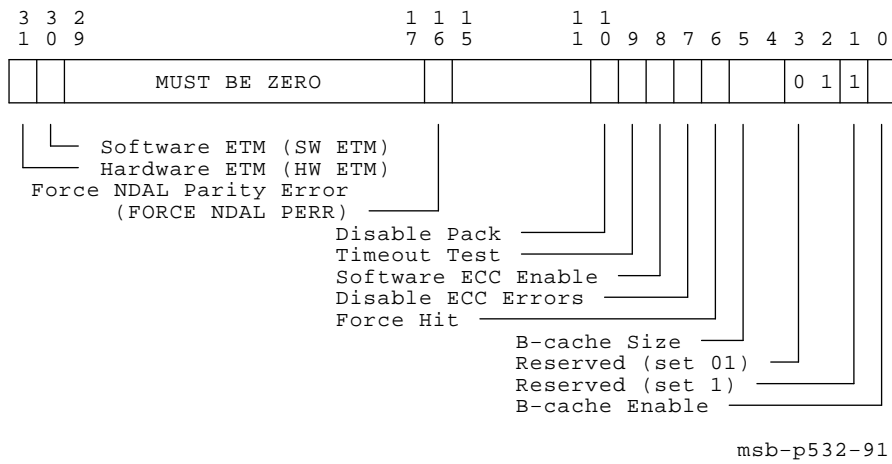 3 3 2 1 1 1 1 1
1 0 9 7 6 5 1 0 9 8 7 6 5 4 3 2 1 0
MUST BE ZERO 0 1 1
Software ETM (SW ETM)
Hardware ETM (HW ETM)
Force NDAL Parity Error
(FORCE NDAL PERR)
Disable Pack
Timeout Test
Software ECC Enable
Disable ECC Errors
Force Hit
B-cache Size
Reserved (set 01)
Reserved (set 1)
B-cache Enable
msb-p532-91